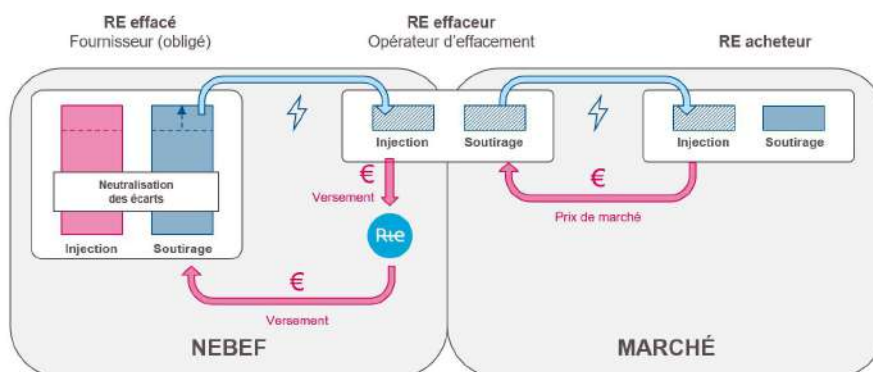 RE effacé
Fournisseur (obligé)
RE effaceur
Opérateur d'effacement
RE acheteur
Neutralisation
des écarts
Injection
Soutirage
Injection
Soutirage
Injection
Soutirage
€
Versement
€
Prix de marché
Rte
€
Versement
NEBEF
MARCHÉ